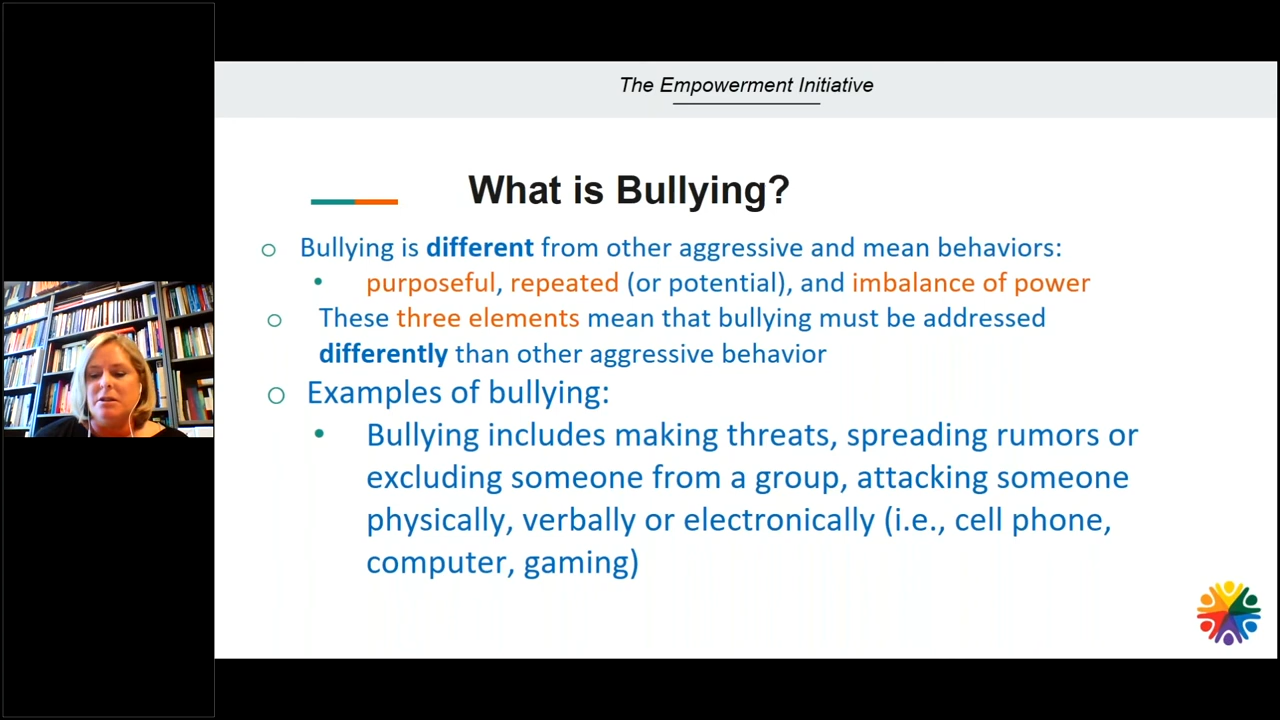 The Empowerment Initiative
What is Bullying?
Bullying is different from other aggressive and mean behaviors:
purposeful, repeated (or potential), and imbalance of power
These three elements mean that bullying must be addressed
differently than other aggressive behavior
Examples of bullying:
Bullying includes making threats, spreading rumors or
excluding someone from a group, attacking someone
physically, verbally or electronically (i.e., cell phone,
computer, gaming)